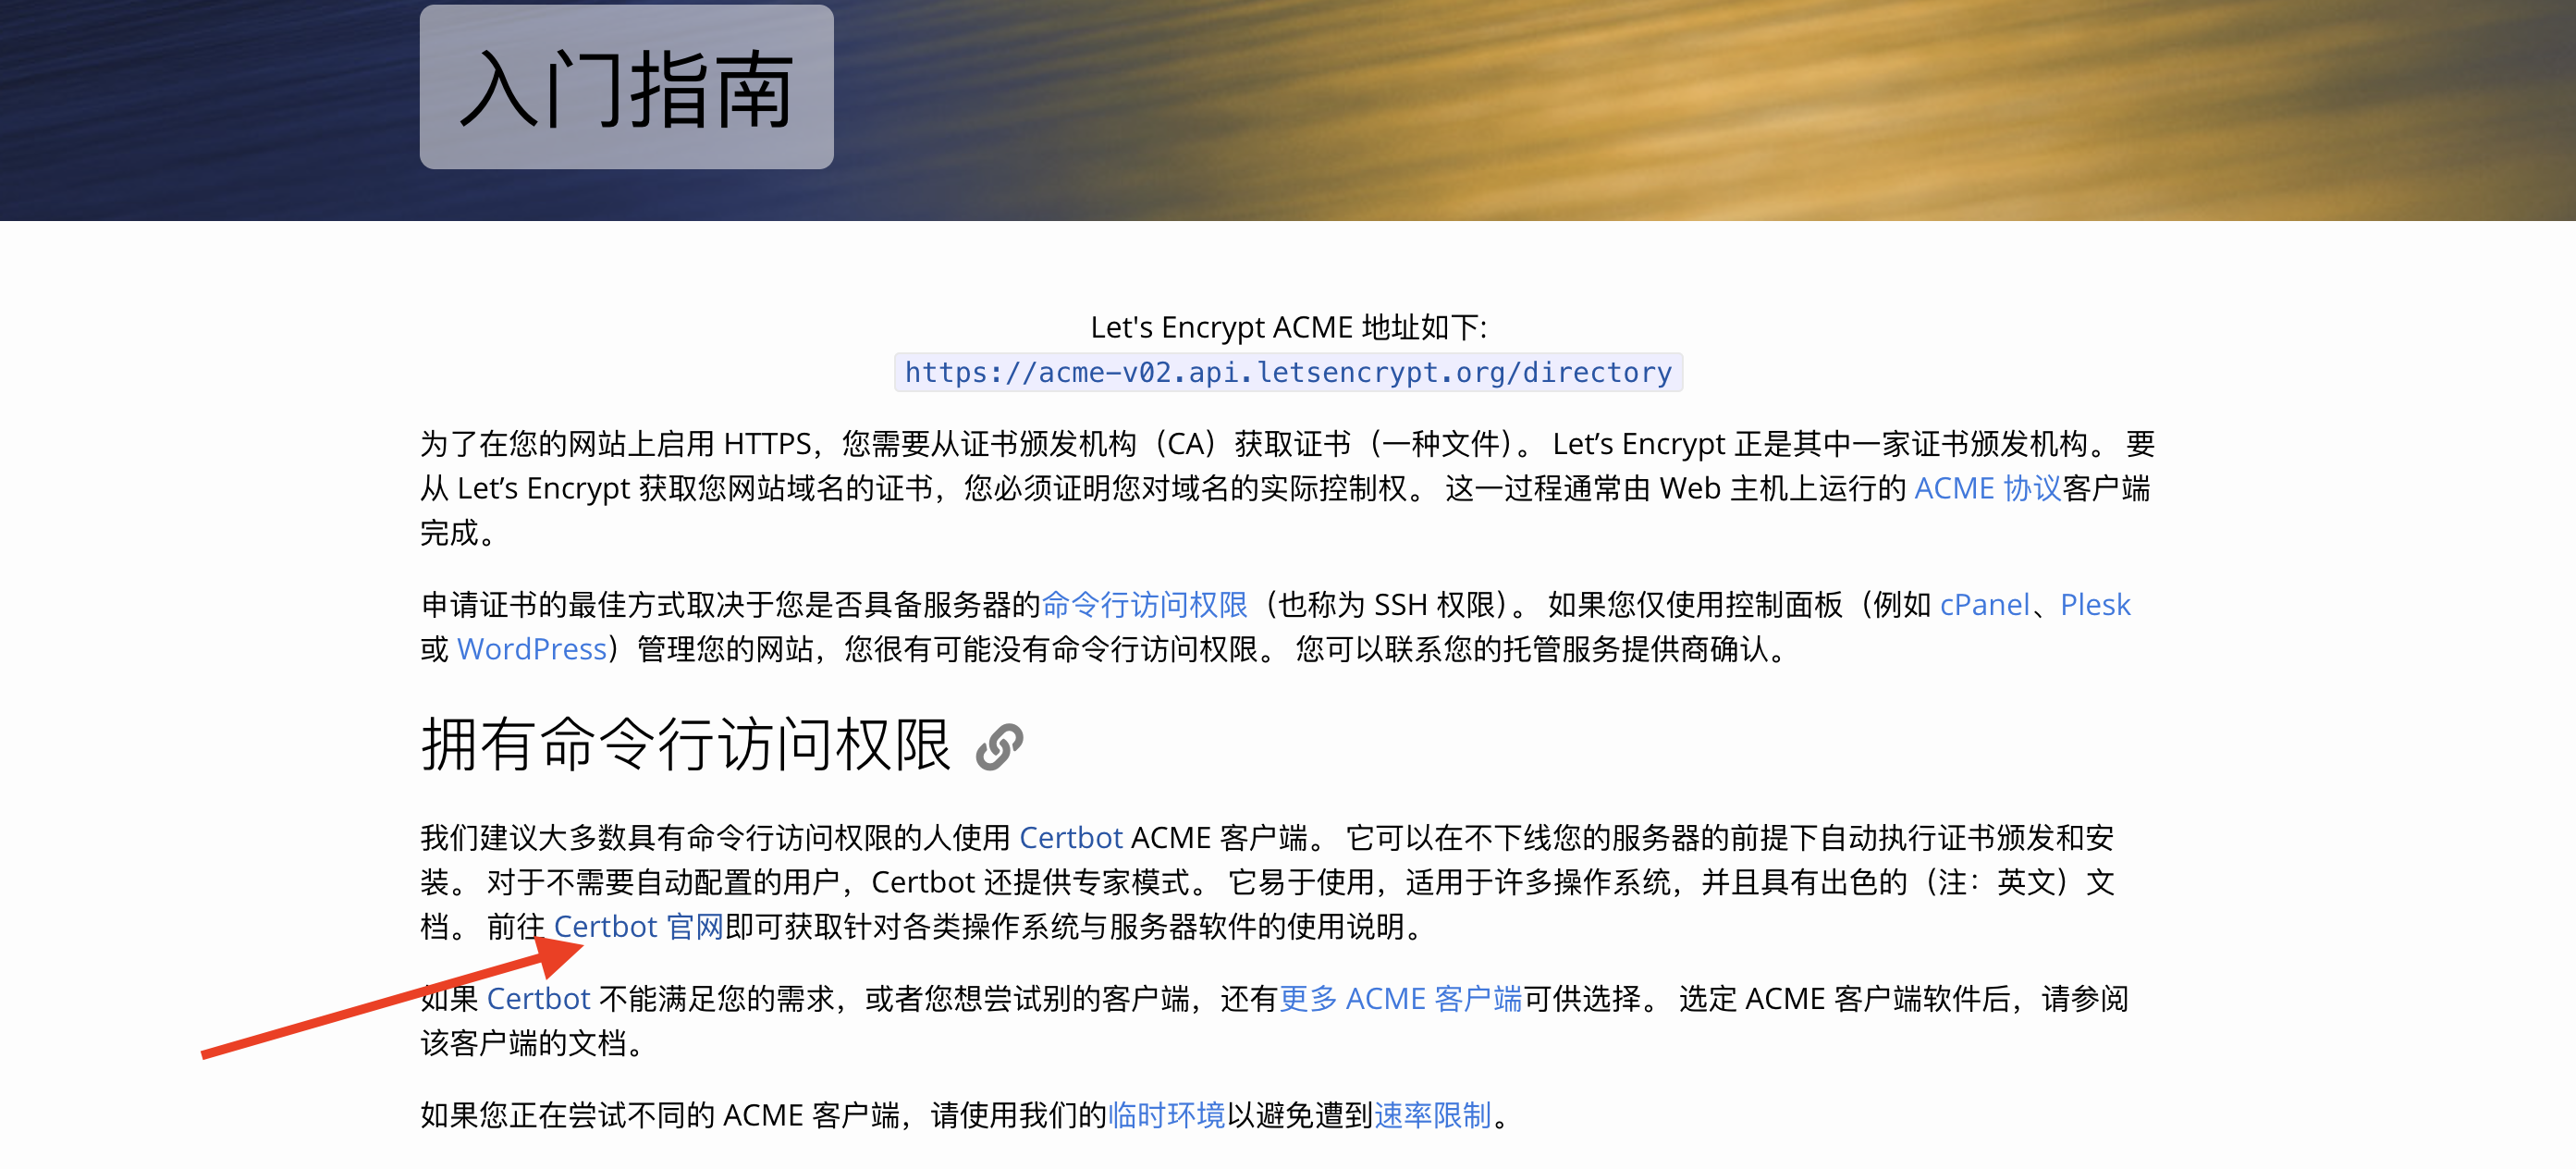 入门指南
Let's Encrypt ACME 地址如下:
https://acme-v02.api.letsencrypt.org/directory
为了在您的网站上启用 HTTPS，您需要从证书颁发机构（CA）获取证书（一种文件）。 Let’s Encrypt 正是其中一家证书颁发机构。 要
从 Let’s Encrypt 获取您网站域名的证书，您必须证明您对域名的实际控制权。 这一过程通常由 Web 主机上运行的 ACME 协议客户端
完成。
申请证书的最佳方式取决于您是否具备服务器的命令行访问权限（也称为 SSH 权限）。 如果您仅使用控制面板（例如 cPanel、Plesk
或 WordPress）管理您的网站，您很有可能没有命令行访问权限。 您可以联系您的托管服务提供商确认。
拥有命令行访问权限
我们建议大多数具有命令行访问权限的人使用 Certbot ACME 客户端。 它可以在不下线您的服务器的前提下自动执行证书颁发和安
装。 对于不需要自动配置的用户，Certbot 还提供专家模式。 它易于使用，适用于许多操作系统，并且具有出色的（注：英文）文
档。 前往 Certbot 官网即可获取针对各类操作系统与服务器软件的使用说明。
如果 Certbot 不能满足您的需求，或者您想尝试别的客户端，还有更多 ACME 客户端可供选择。 选定 ACME 客户端软件后，请参阅
该客户端的文档。
如果您正在尝试不同的 ACME 客户端，请使用我们的临时环境以避免遭到速率限制。